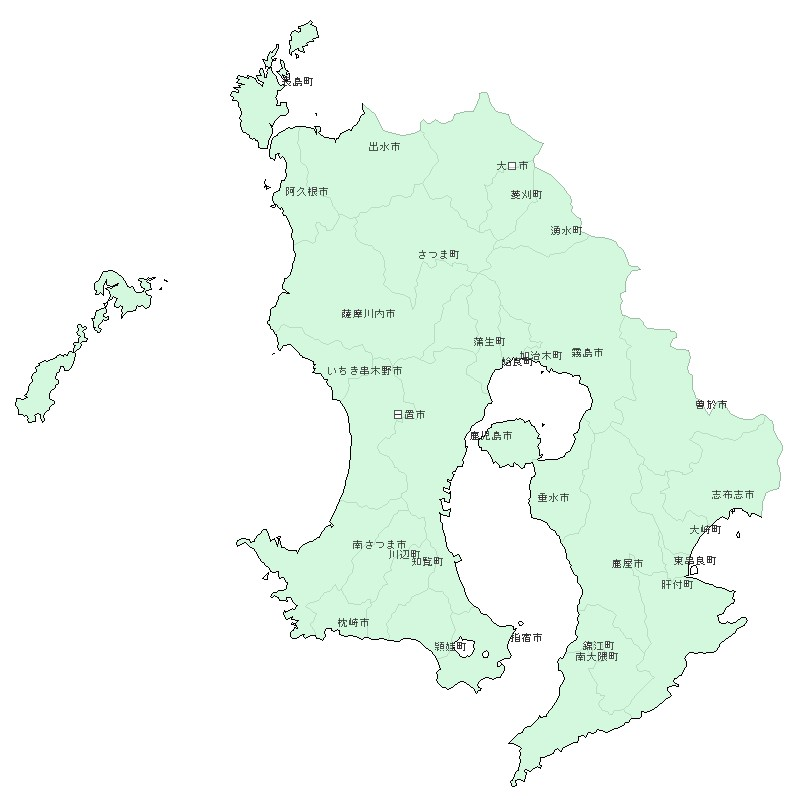 長島町
出水市
大口市
阿久根市
菱刈町
湧水町
さつま町
薩摩川内市
蒲生町
姶良町
加治木町
霧島市
いちき串木野市
曽於市
日置市
鹿児島市
志布志市
垂水市
大崎町
南さつま市
川辺町
知覧町
東串良町
鹿屋市
肝付町
枕崎市
指宿市
頴娃町
錦江町
南大隅町